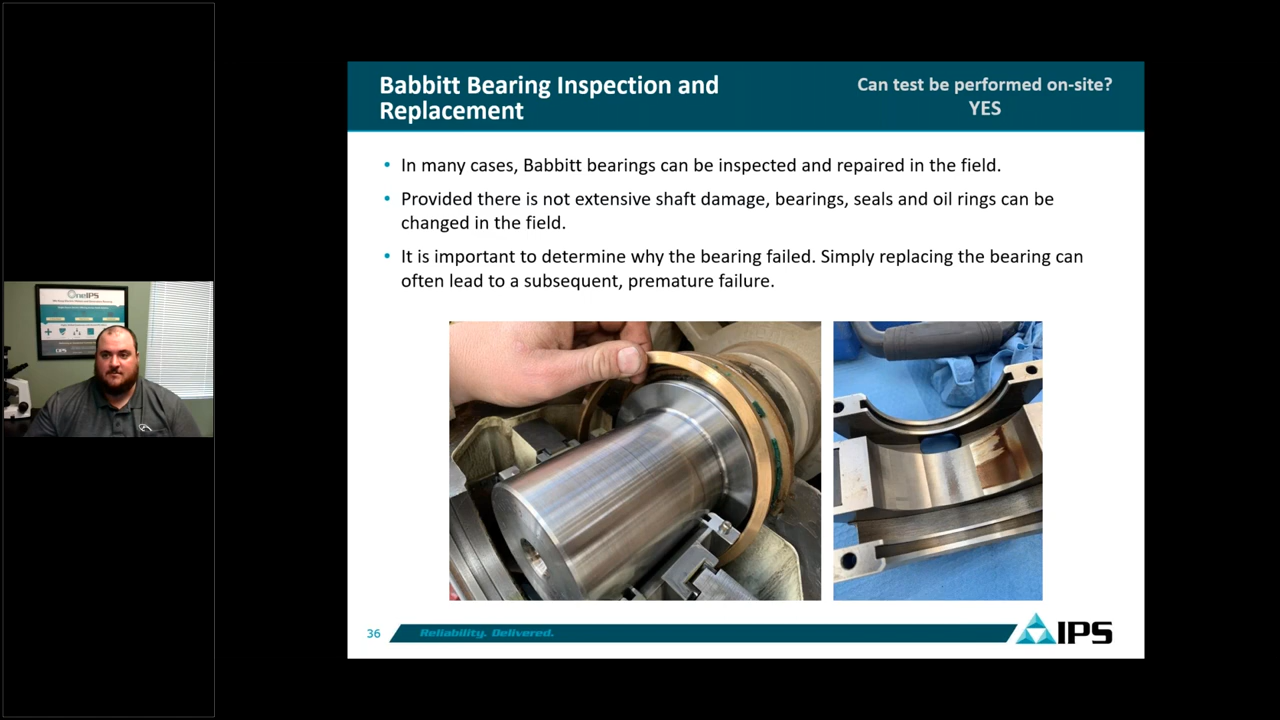 Babbitt Bearing Inspection and
Replacement
Can test be performed on-site?
YES
• In many cases, Babbitt bearings can be inspected and repaired in the field.
• Provided there is not extensive shaft damage, bearings, seals and oil rings can be
changed in the field.
• It is important to determine why the bearing failed. Simply replacing the bearing can
often lead to a subsequent, premature failure.
OneIPS
IPS
36
Reliability. Delivered.
IPS